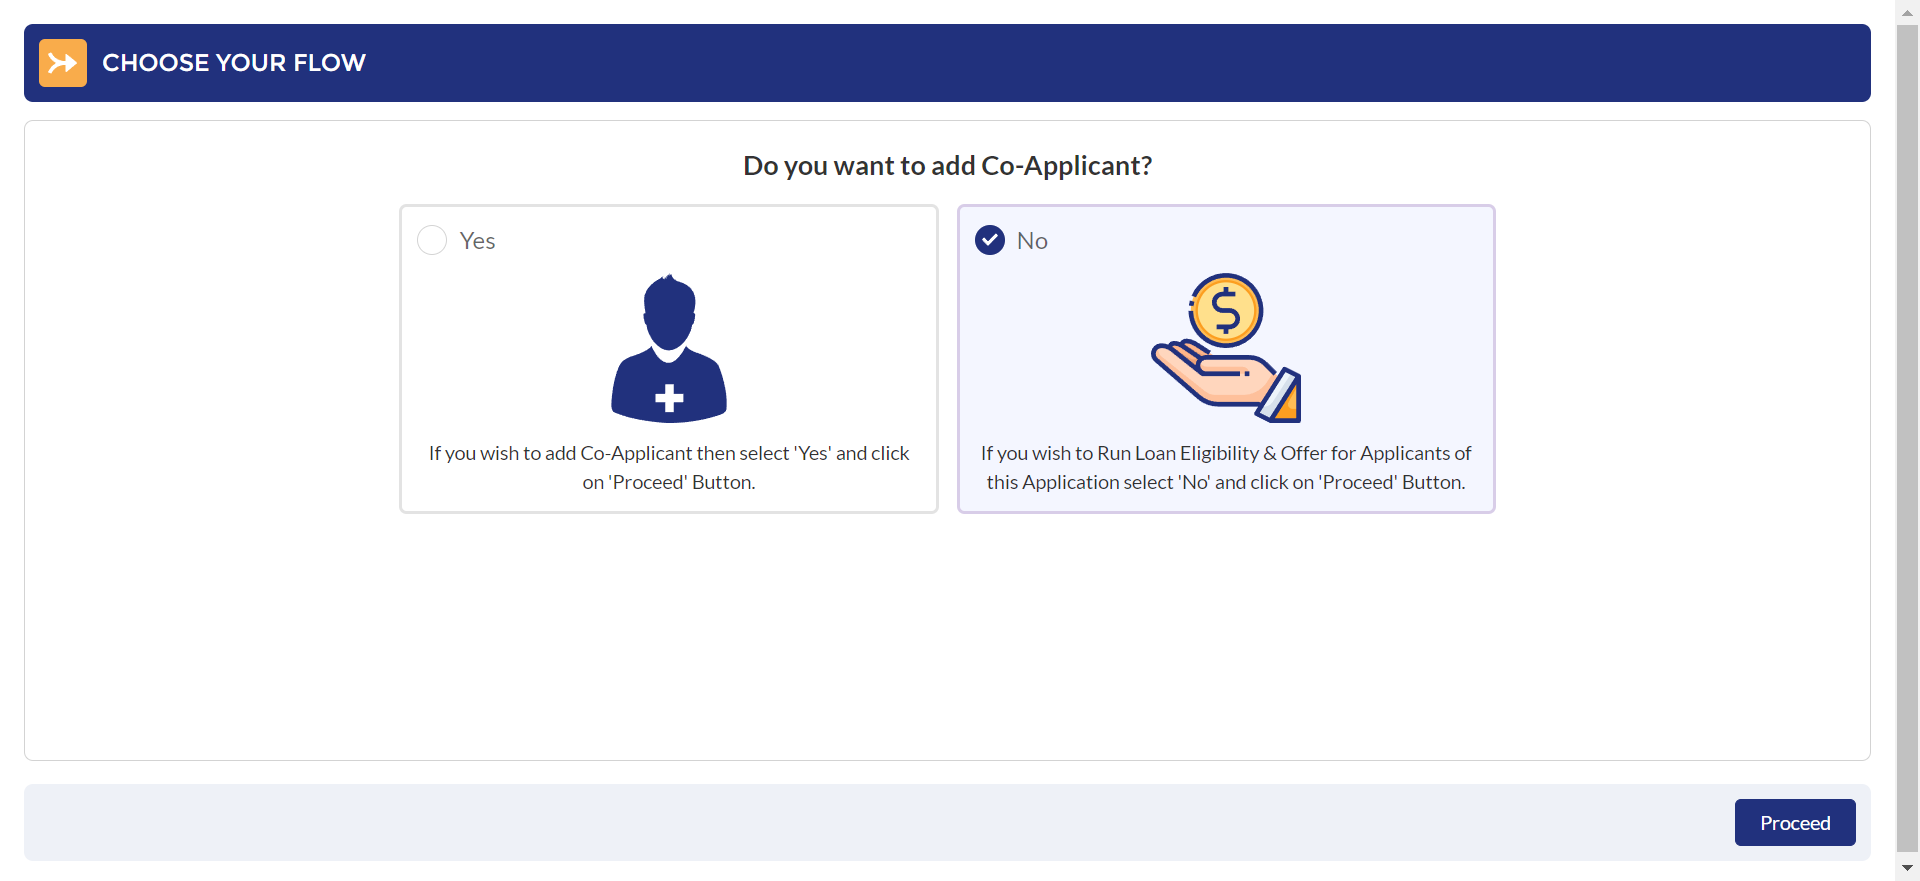 CHOOSE YOUR FLOW
Do you want to add Co-Applicant?
Yes
If you wish to add Co-Applicant then select 'Yes' and click
on 'Proceed' Button.
No
$
If you wish to Run Loan Eligibility & Offer for Applicants of
this Application select 'No' and click on 'Proceed' Button.
Proceed